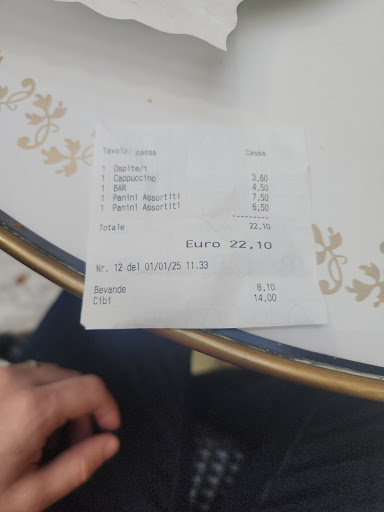 Tavolo: cassa Cassa
1 Ospite/i
1 Cappuccino 3,60
1 BAR 4,50
1 Panini Assortiti 7,50
1 Panini Assortiti 6,50
---------
Totale 22,10
Euro 22,10
Nr. 12 del 01/01/25 11.33
Bevande 8,10
Cibi 14,00